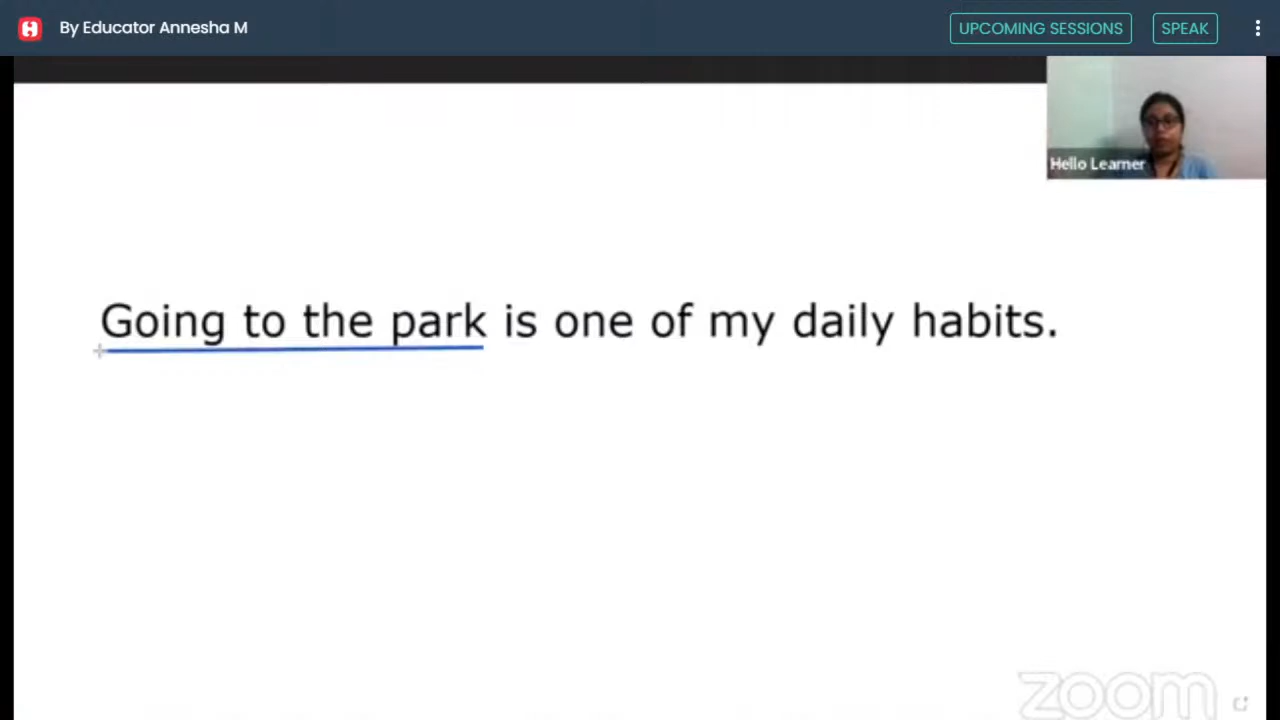 By Educator Annesha M
UPCOMING SESSIONS
SPEAK
Hello Learner
Going to the park is one of my daily habits.
zoom